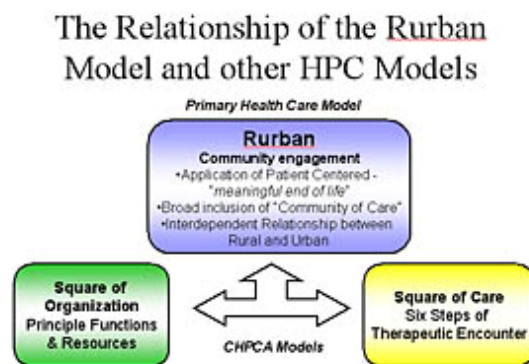 The Relationship of the Rurban
Model and other HPC Models
Primary Health Care Model
Rurban
Community engagement
•Application of Patient Centered -
"meaningful end of life"
•Broad inclusion of "Community of Care"
•Interdependent Relationship between
Rural and Urban
Square of
Organization
Principle Functions
& Resources
Square of Care
Six Steps of
Therapeutic Encounter
CHPCA Models